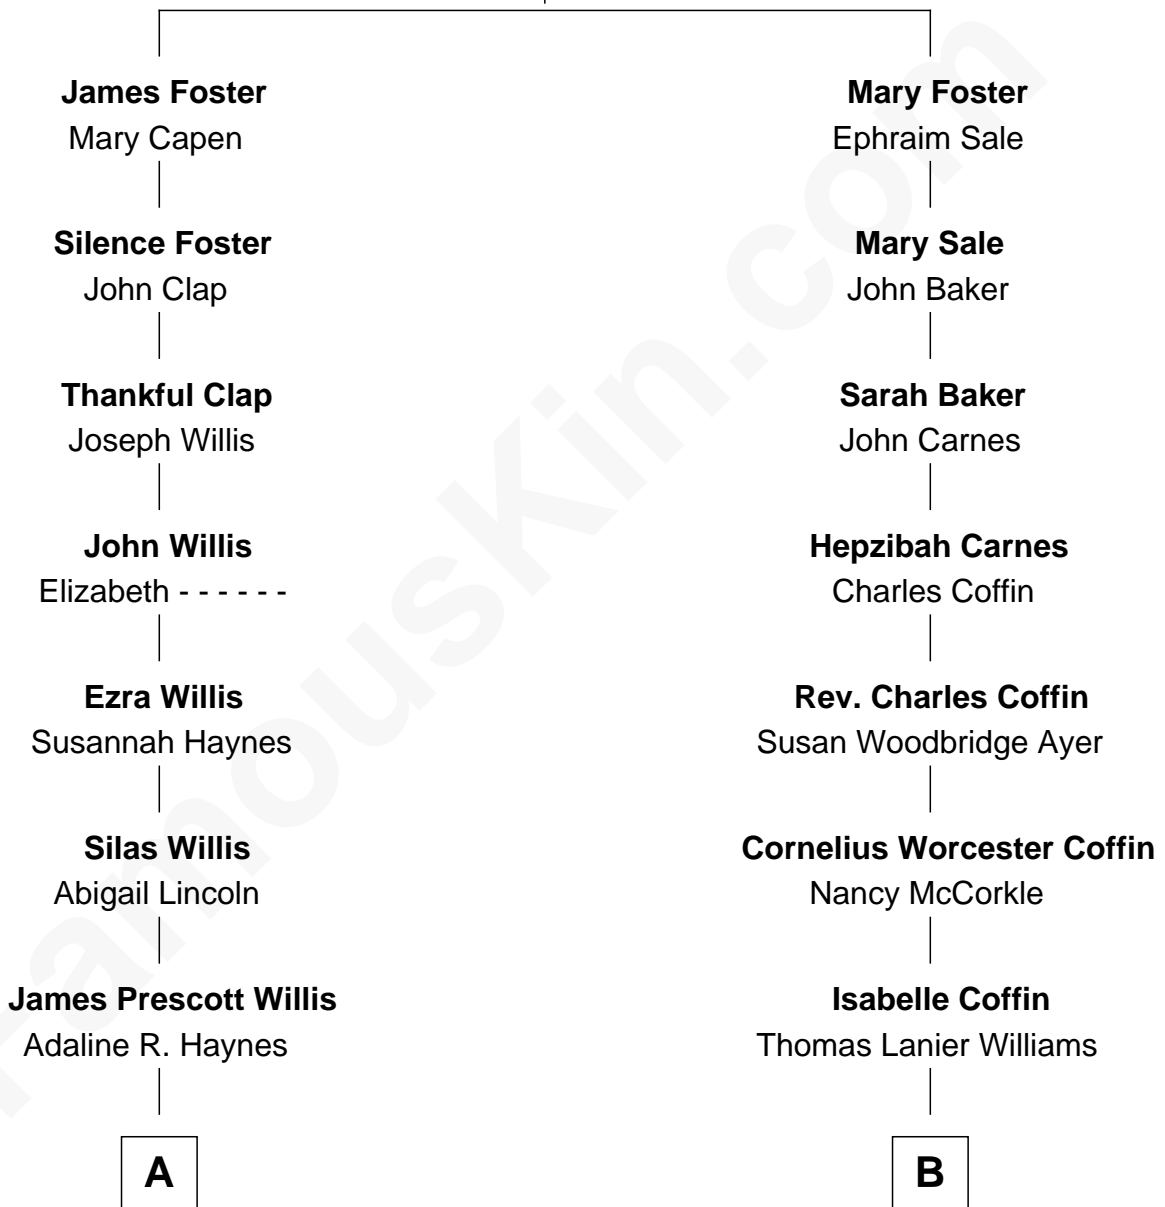 James Foster
Mary Capen
Silence Foster
John Clap
Thankful Clap
Joseph Willis
John Willis
Elizabeth - - - - - -
Ezra Willis
Susannah Haynes
Silas Willis
Abigail Lincoln
James Prescott Willis
Adaline R. Haynes
A
Mary Foster
Ephraim Sale
Mary Sale
John Baker
Sarah Baker
John Carnes
Hepzibah Carnes
Charles Coffin
Rev. Charles Coffin
Susan Woodbridge Ayer
Cornelius Worcester Coffin
Nancy McCorkle
Isabelle Coffin
Thomas Lanier Williams
B
FamousKin.com